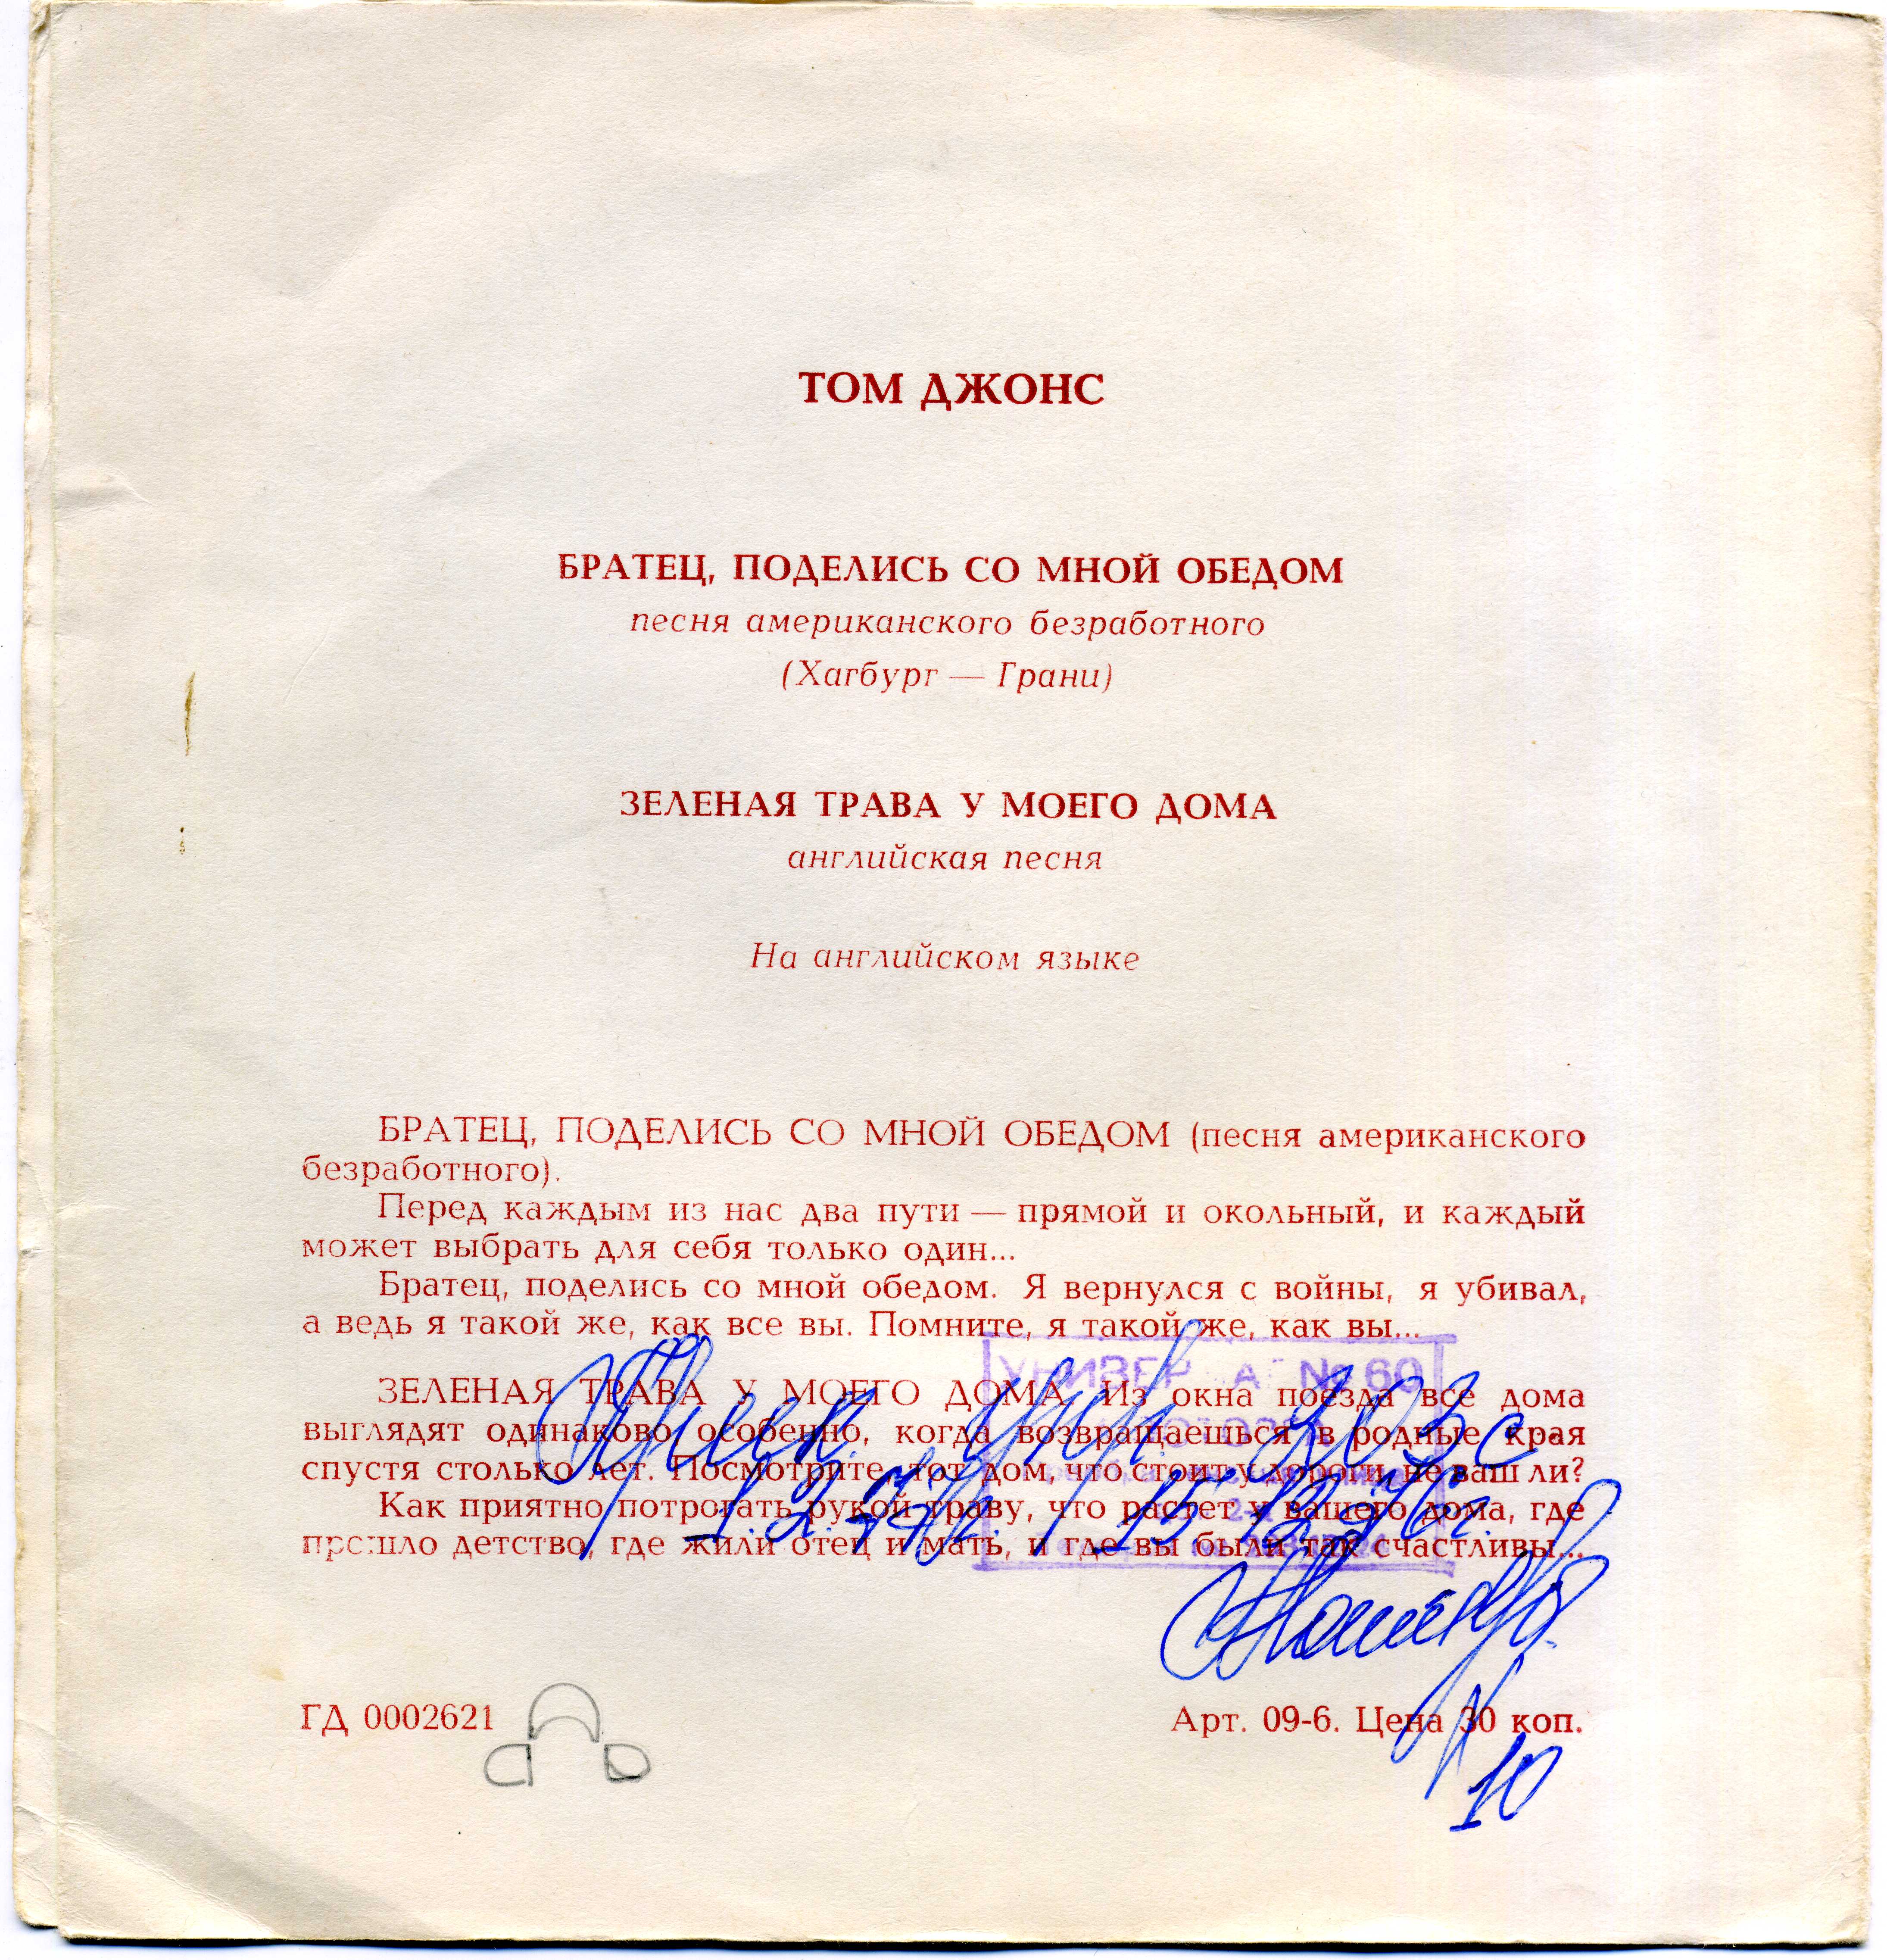 ТОМ ДЖОНС
БРАТЕЦ, ПОДЕЛИСЬ СО МНОЙ ОБЕДОМ
песня американского безработного
(Хагбург — Грани)
ЗЕЛЕНАЯ ТРАВА У МОЕГО ДОМА
английская песня
На английском языке
БРАТЕЦ, ПОДЕЛИСЬ СО МНОЙ ОБЕДОМ (песня американского
безработного).
Перед каждым из нас два пути — прямой и окольный, и каждый
может выбрать для себя только один...
Братец, поделись со мной обедом. Я вернулся с войны, я убивал,
а ведь я такой же, как все вы. Помните, я такой же, как вы...
№ 60
ЗЕЛЕНАЯ ТРАВА У МОЕГО ДОМА. Из окна поезда все дома
выглядят одинаково особенно, когда возвращаешься в родные края
спустя столько лет. Посмотрите, тот дом, что стоит у дороги, не ваш ли?
Как приятно потрогать рукой траву, что растет у вашего дома, где
прошло детство, где жили отец и мать, и где вы были так счастливы...
ГД 0002621
Арт. 09-6. Цена 30 коп.
10